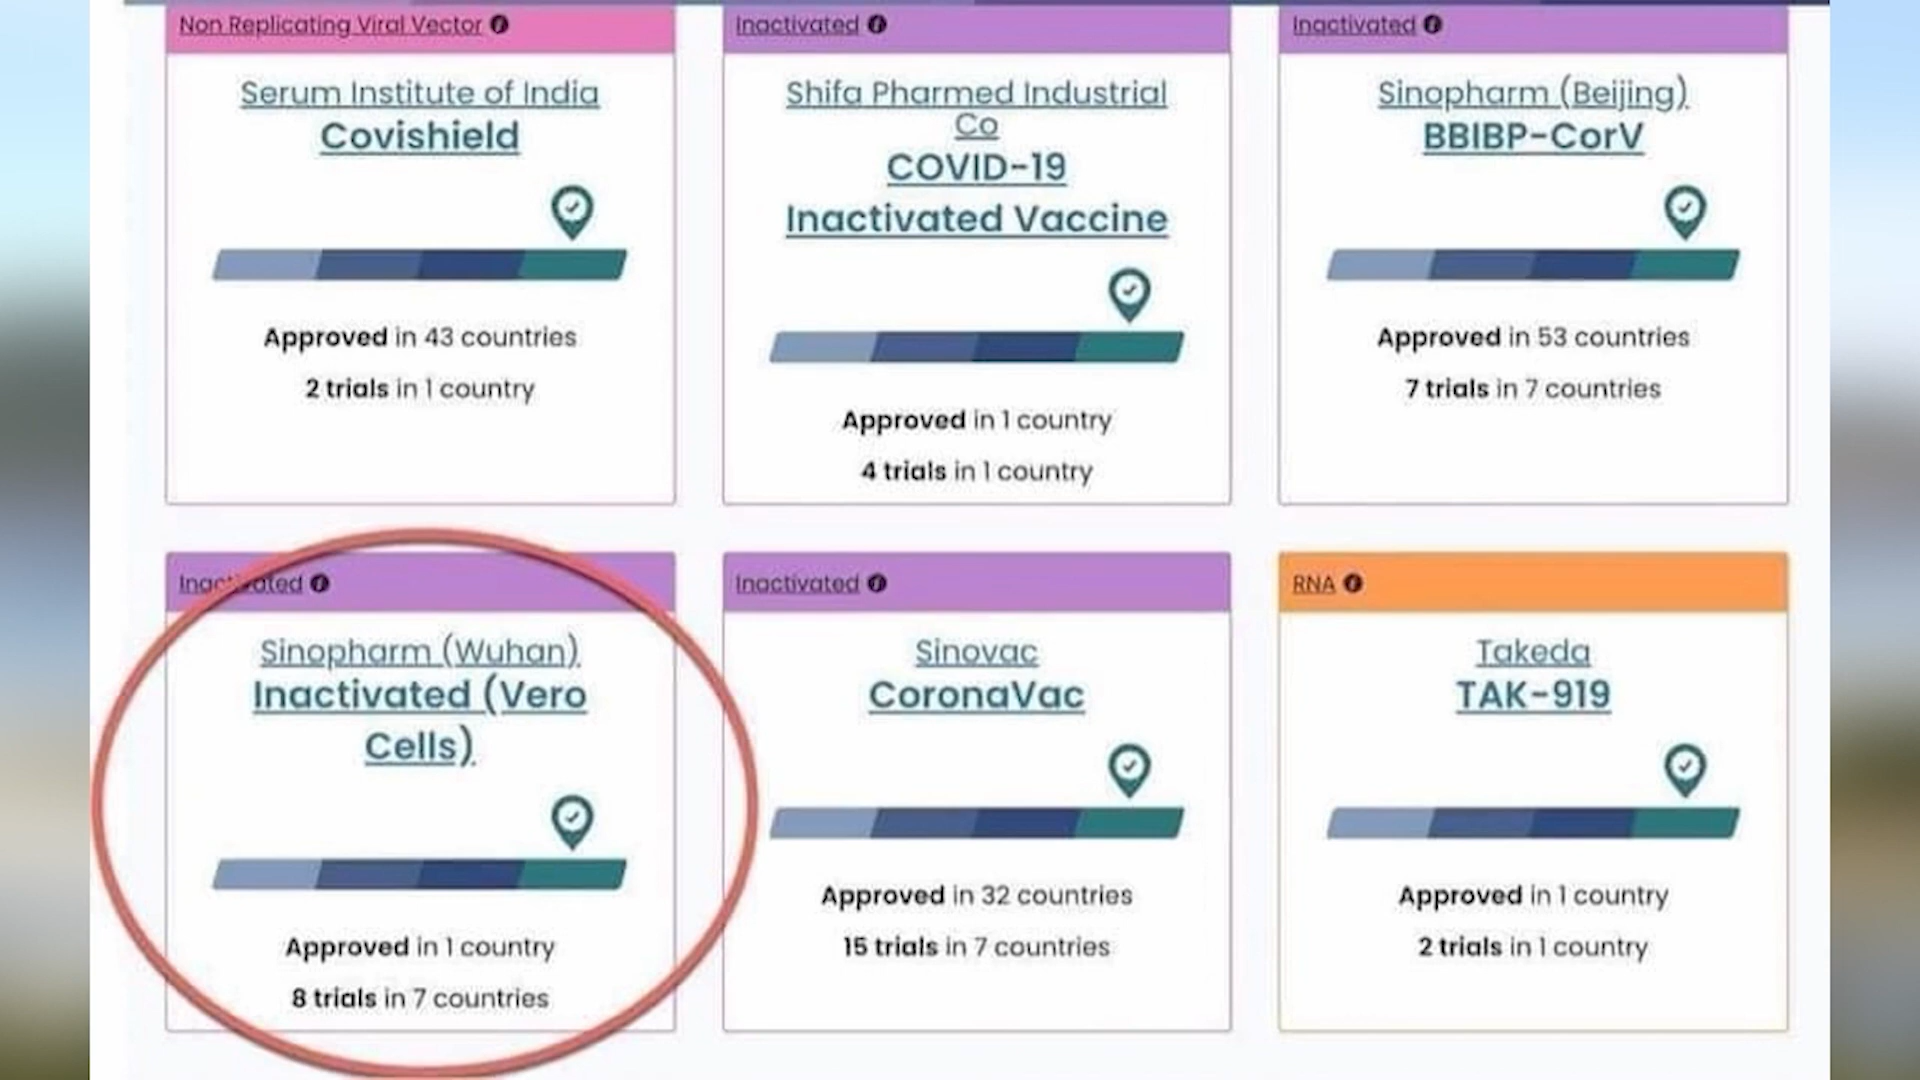 Non Replicating Viral Vector
Serum Institute of India
Covishield
Approved in 43 countries
2 trials in 1 country
Inactivated
Shifa Pharmed Industrial
Co
COVID-19
Inactivated Vaccine
Approved in 1 country
4 trials in 1 country
Inactivated
Sinopharm (Beijing)
BBIBP-CorV
Approved in 53 countries
7 trials in 7 countries
Inactivated
Sinopharm (Wuhan)
Inactivated (Vero
Cells)
Approved in 1 country
8 trials in 7 countries
Inactivated
Sinovac
CoronaVac
Approved in 32 countries
15 trials in 7 countries
RNA
Takeda
TAK-919
Approved in 1 country
2 trials in 1 country